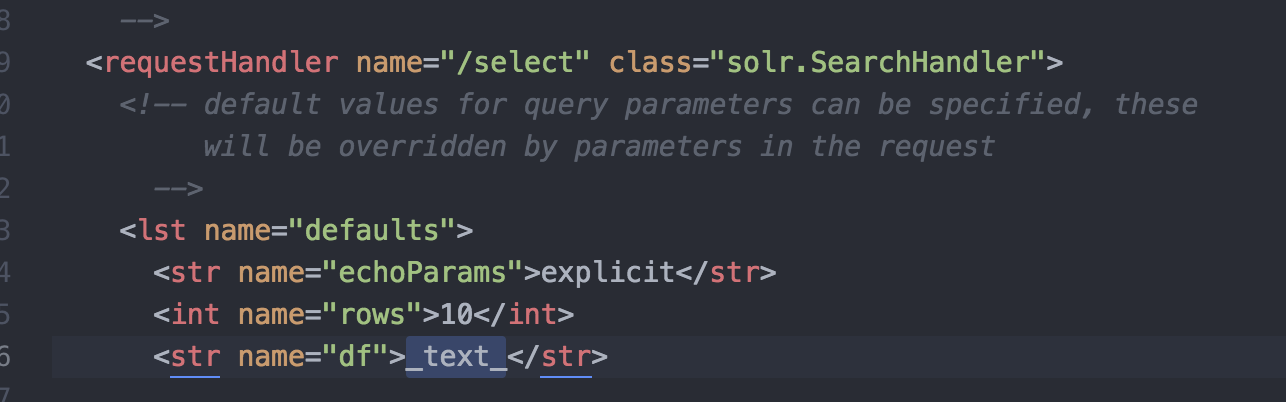 8 -->
9 <requestHandler name="/select" class="solr.SearchHandler">
0 <!-- default values for query parameters can be specified, these
1 will be overridden by parameters in the request
2 -->
3 <lst name="defaults">
4 <str name="echoParams">explicit</str>
5 <int name="rows">10</int>
6 <str name="df">_text_</str>
7